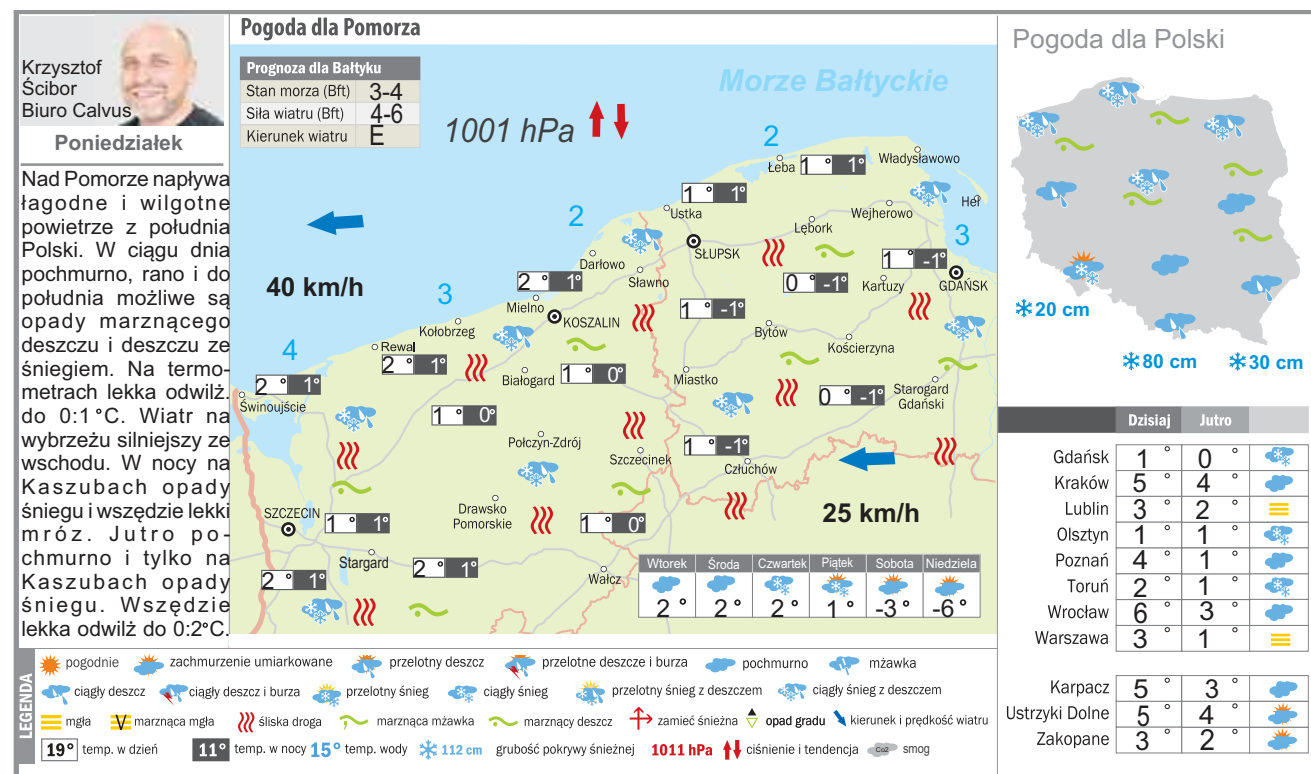 Krzysztof
Ścibor
Biuro Calvus
Poniedziałek
Nad Pomorze napływa
łagodne i wilgotne
powietrze z południa
Polski. W ciągu dnia
pochmurno, rano i do
południa możliwe są
opady marznącego
deszczu i deszczu ze
śniegiem. Na termo-
metrach lekka odwilż.
do 0:1°C. Wiatr na
wybrzeżu silniejszy ze
wschodu. W nocy na
Kaszubach opady
śniegu i wszędzie lekki
mróz. Jutro po-
chmurno i tylko na
Kaszubach opady
śniegu. Wszędzie
lekka odwilż do 0:2°C.
Pogoda dla Pomorza
Prognoza dla Bałtyku
Stan morza (Bft) 3-4
Siła wiatru (Bft) 4-6
Kierunek wiatru E
Morze Bałtyckie
1001 hPa
2
Łeba 1° 1°
Władysławowo
1° 1°
Hel
Ustka
2
Wejherowo
Lębork
3
SŁUPSK
Darłowo
1° -1°
40 km/h
2° 1°
Sławno
0° -1°
Kartuzy
GDAŃSK
3
Mielno
1° -1°
KOSZALIN
Kołobrzeg
Bytów
Kościerzyna
4
Rewal
2° 1°
Białogard
1° 0°
Miastko
2° 1°
Starogard
Gdański
0° -1°
Świnoujście
1° 0°
Połczyn-Zdrój
1° -1°
Szczecinek
Człuchów
Drawsko
Pomorskie
SZCZECIN
1° 1°
1° 0°
25 km/h
Stargard
2° 1°
Wałcz
2° 1°
Wtorek Środa Czwartek Piątek Sobota Niedziela
2° 2° 2° 1° -3° -6°
Pogoda dla Polski
20 cm
80 cm
30 cm
Dzisiaj Jutro
Gdańsk 1° 0°
Kraków 5° 4°
Lublin 3° 2°
Olsztyn 1° 1°
Poznań 4° 1°
Toruń 2° 1°
Wrocław 6° 3°
Warszawa 3° 1°
Karpacz 5° 3°
Ustrzyki Dolne 5° 4°
Zakopane 3° 2°
LEGENDA
pogodnie zachmurzenie umiarkowane przelotny deszcz przelotne deszcze i burza pochmurno mżawka
ciągły deszcz ciągły deszcz i burza przelotny śnieg ciągły śnieg przelotny śnieg z deszczem ciągły śnieg z deszczem
mgła marznąca mgła śliska droga marznąca mżawka marznący deszcz zamieć śnieżna opad gradu kierunek i prędkość wiatru
19° temp. w dzień 11° temp. w nocy 15° temp. wody 112 cm grubość pokrywy śnieżnej 1011 hPa ciśnienie i tendencja Co2 smog